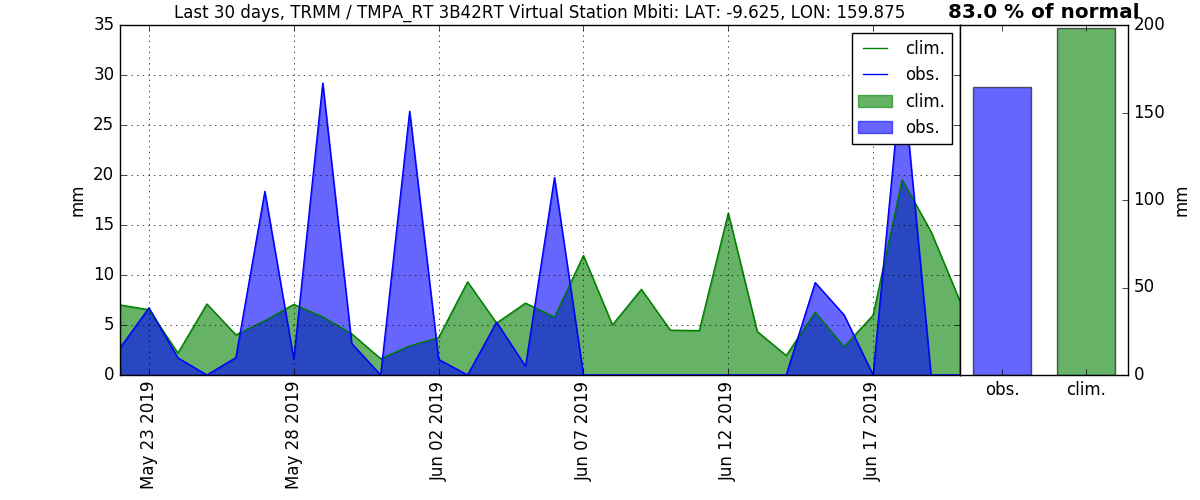 Last 30 days, TRMM / TMPA_RT 3B42RT Virtual Station Mbiti: LAT: -9.625, LON: 159.875
83.0 % of normal
35
30
25
20
15
10
5
0
mm
clim.
obs.
clim.
obs.
May 23 2019
May 28 2019
Jun 02 2019
Jun 07 2019
Jun 12 2019
Jun 17 2019
200
150
100
50
0
mm
obs.
clim.